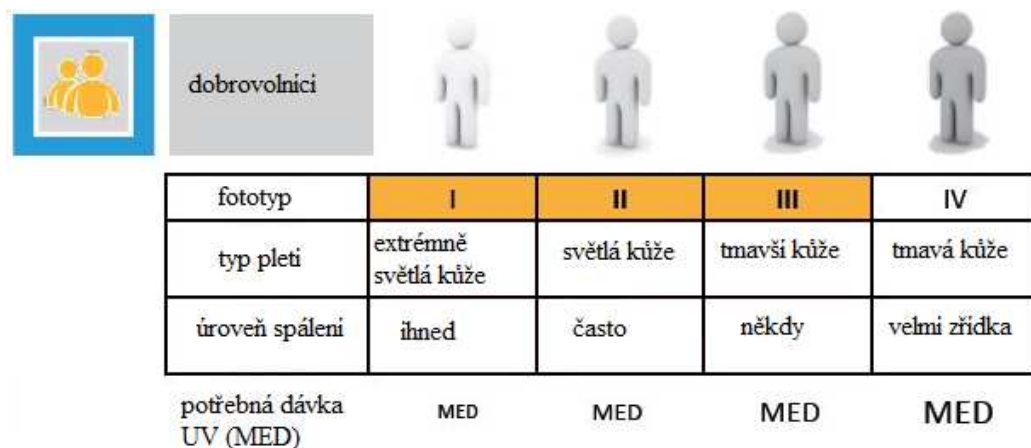 dobrovolníci
fototyp I II III IV
typ pleti extrémně světlá kůže tmavší kůže tmavá kůže
světlá kůže
úroveň spálení ihned často někdy velmi zřídka
potřebná dávka MED MED MED MED
UV (MED)